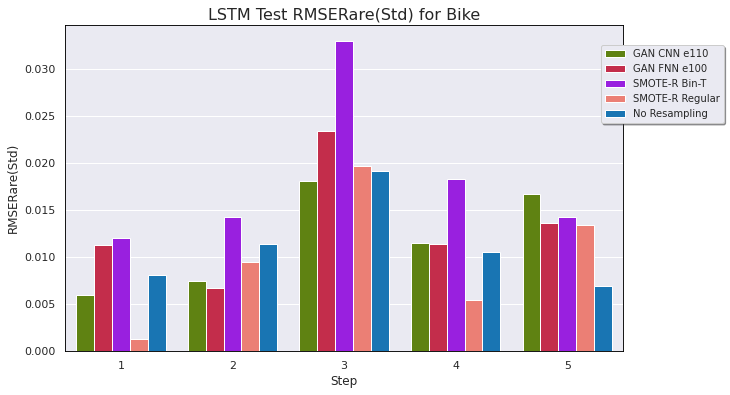 LSTM Test RMSERare(Std) for Bike
RMSERare(Std)
0.030
0.025
0.020
0.015
0.010
0.005
0.000
1 2 3 4 5
Step
GAN CNN e110
GAN FNN e100
SMOTE-R Bin-T
SMOTE-R Regular
No Resampling